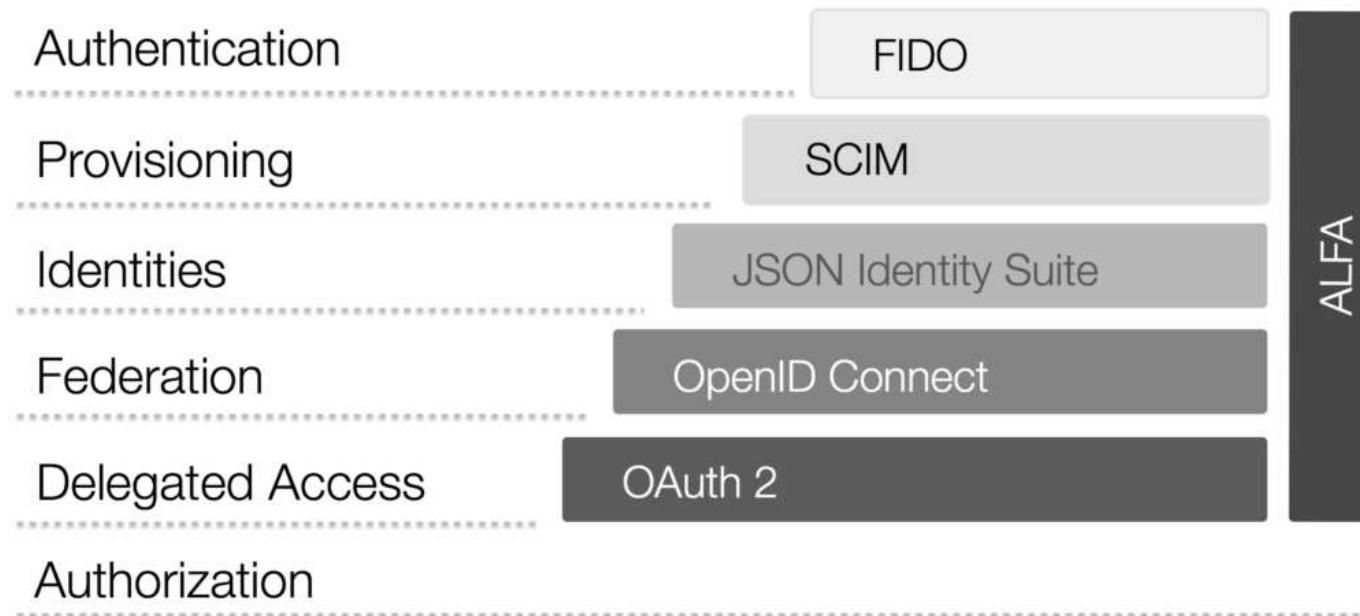 Authentication
FIDO
Provisioning
SCIM
Identities
JSON Identity Suite
Federation
OpenID Connect
Delegated Access
OAuth 2
Authorization
ALFA